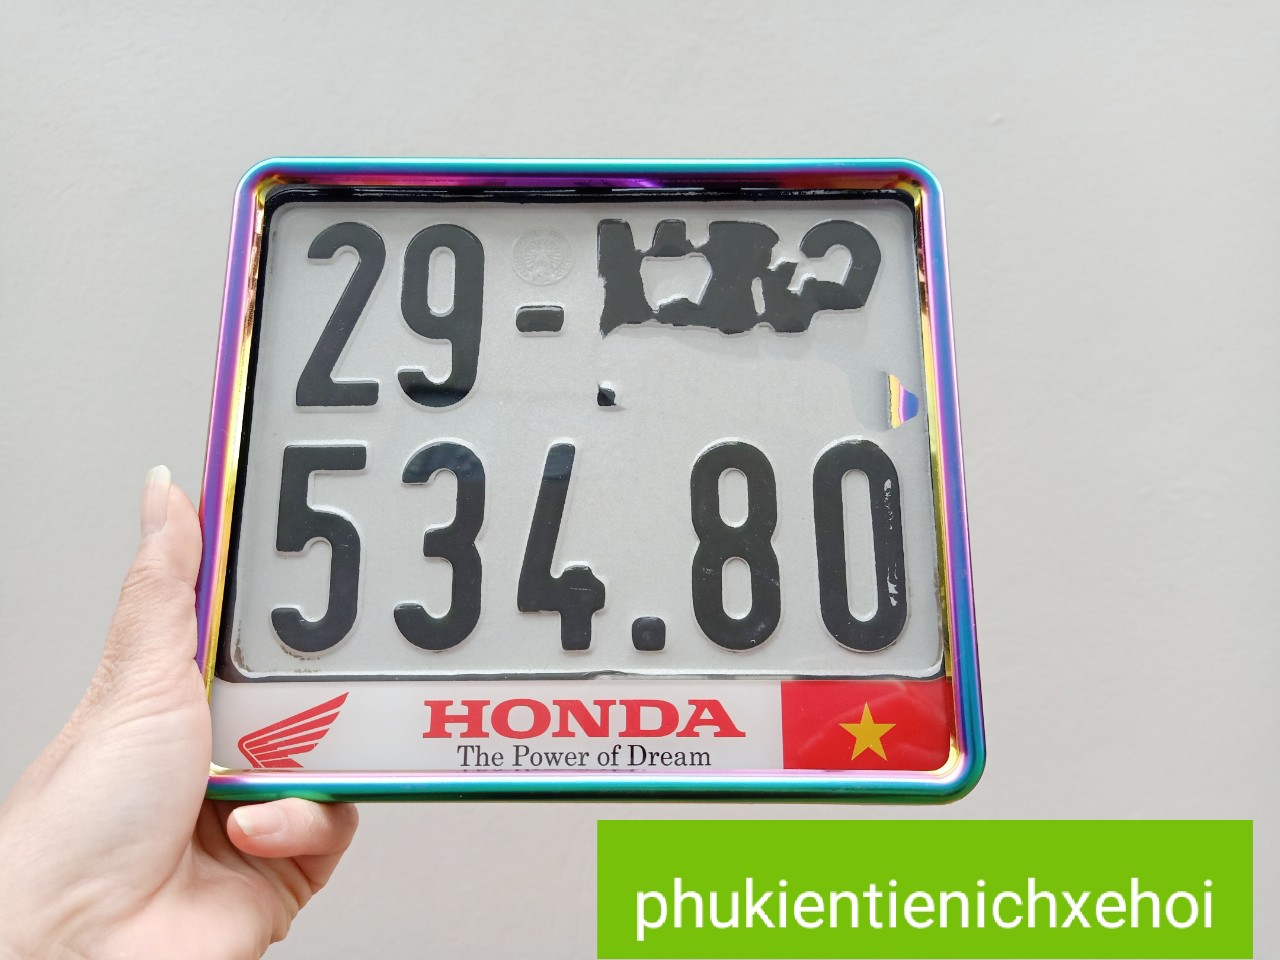 29-
534.80
HONDA
The Power of Dream
phukientienichxehoi